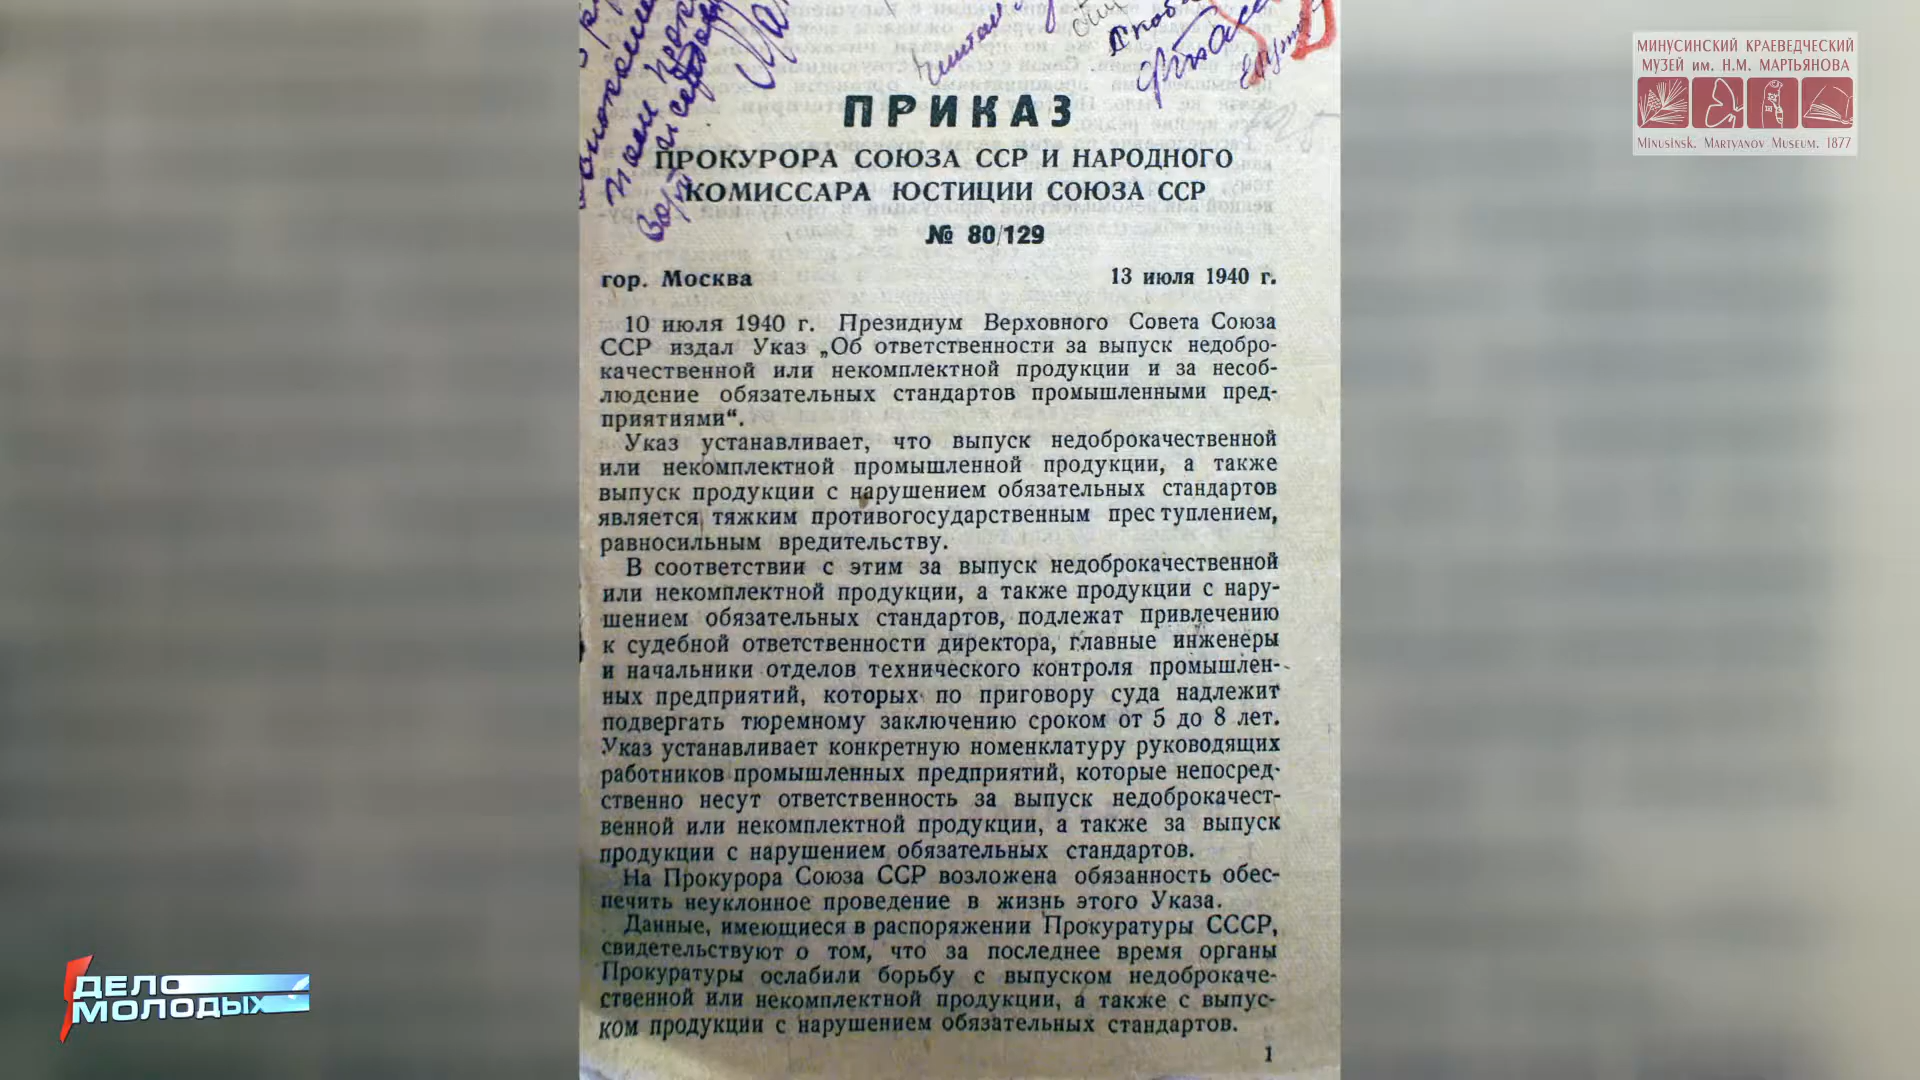 МИНУСИНСКИЙ КРАЕВЕДЧЕСКИЙ
МУЗЕЙ им. Н.М. МАРТЬЯНОВА
Minusinsk. Martyanov Museum. 1877
ПРИКАЗ
ПРОКУРОРА СОЮЗА ССР И НАРОДНОГО
КОМИССАРА ЮСТИЦИИ СОЮЗА ССР
№ 80/129
гор. Москва 13 июля 1940 г.
10 июля 1940 г. Президиум Верховного Совета Союза
ССР издал Указ „Об ответственности за выпуск недобро-
качественной или некомплектной продукции и за несоб-
людение обязательных стандартов промышленными пред-
приятиями“.
Указ устанавливает, что выпуск недоброкачественной
или некомплектной промышленной продукции, а также
выпуск продукции с нарушением обязательных стандартов
является тяжким противогосударственным преступлением,
равносильным вредительству.
В соответствии с этим за выпуск недоброкачественной
или некомплектной продукции, а также продукции с нару-
шением обязательных стандартов, подлежат привлечению
к судебной ответственности директора, главные инженеры
и начальники отделов технического контроля промышлен-
ных предприятий, которых по приговору суда надлежит
подвергать тюремному заключению сроком от 5 до 8 лет.
Указ устанавливает конкретную номенклатуру руководящих
работников промышленных предприятий, которые непосред-
ственно несут ответственность за выпуск недоброкачест-
венной или некомплектной продукции, а также за выпуск
продукции с нарушением обязательных стандартов.
На Прокурора Союза ССР возложена обязанность обес-
печить неуклонное проведение в жизнь этого Указа.
Данные, имеющиеся в распоряжении Прокуратуры СССР,
свидетельствуют о том, что за последнее время органы
Прокуратуры ослабили борьбу с выпуском недоброкаче-
ственной или некомплектной продукции, а также с выпус-
ком продукции с нарушением обязательных стандартов.
1
ДЕЛО
МОЛОДЫХ